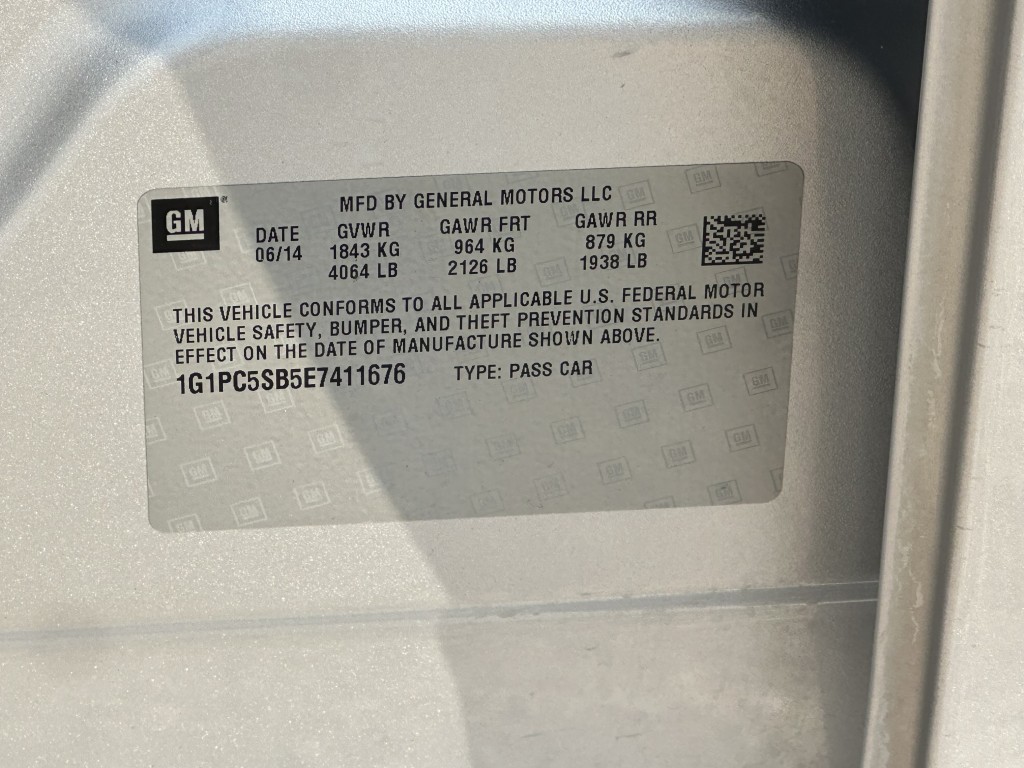 GM
MFD BY GENERAL MOTORS LLC
DATE GVWR GAWR FRT GAWR RR
06/14 1843 KG 964 KG 879 KG
4064 LB 2126 LB 1938 LB
THIS VEHICLE CONFORMS TO ALL APPLICABLE U.S. FEDERAL MOTOR
VEHICLE SAFETY, BUMPER, AND THEFT PREVENTION STANDARDS IN
EFFECT ON THE DATE OF MANUFACTURE SHOWN ABOVE.
1G1PC5SB5E7411676 TYPE: PASS CAR